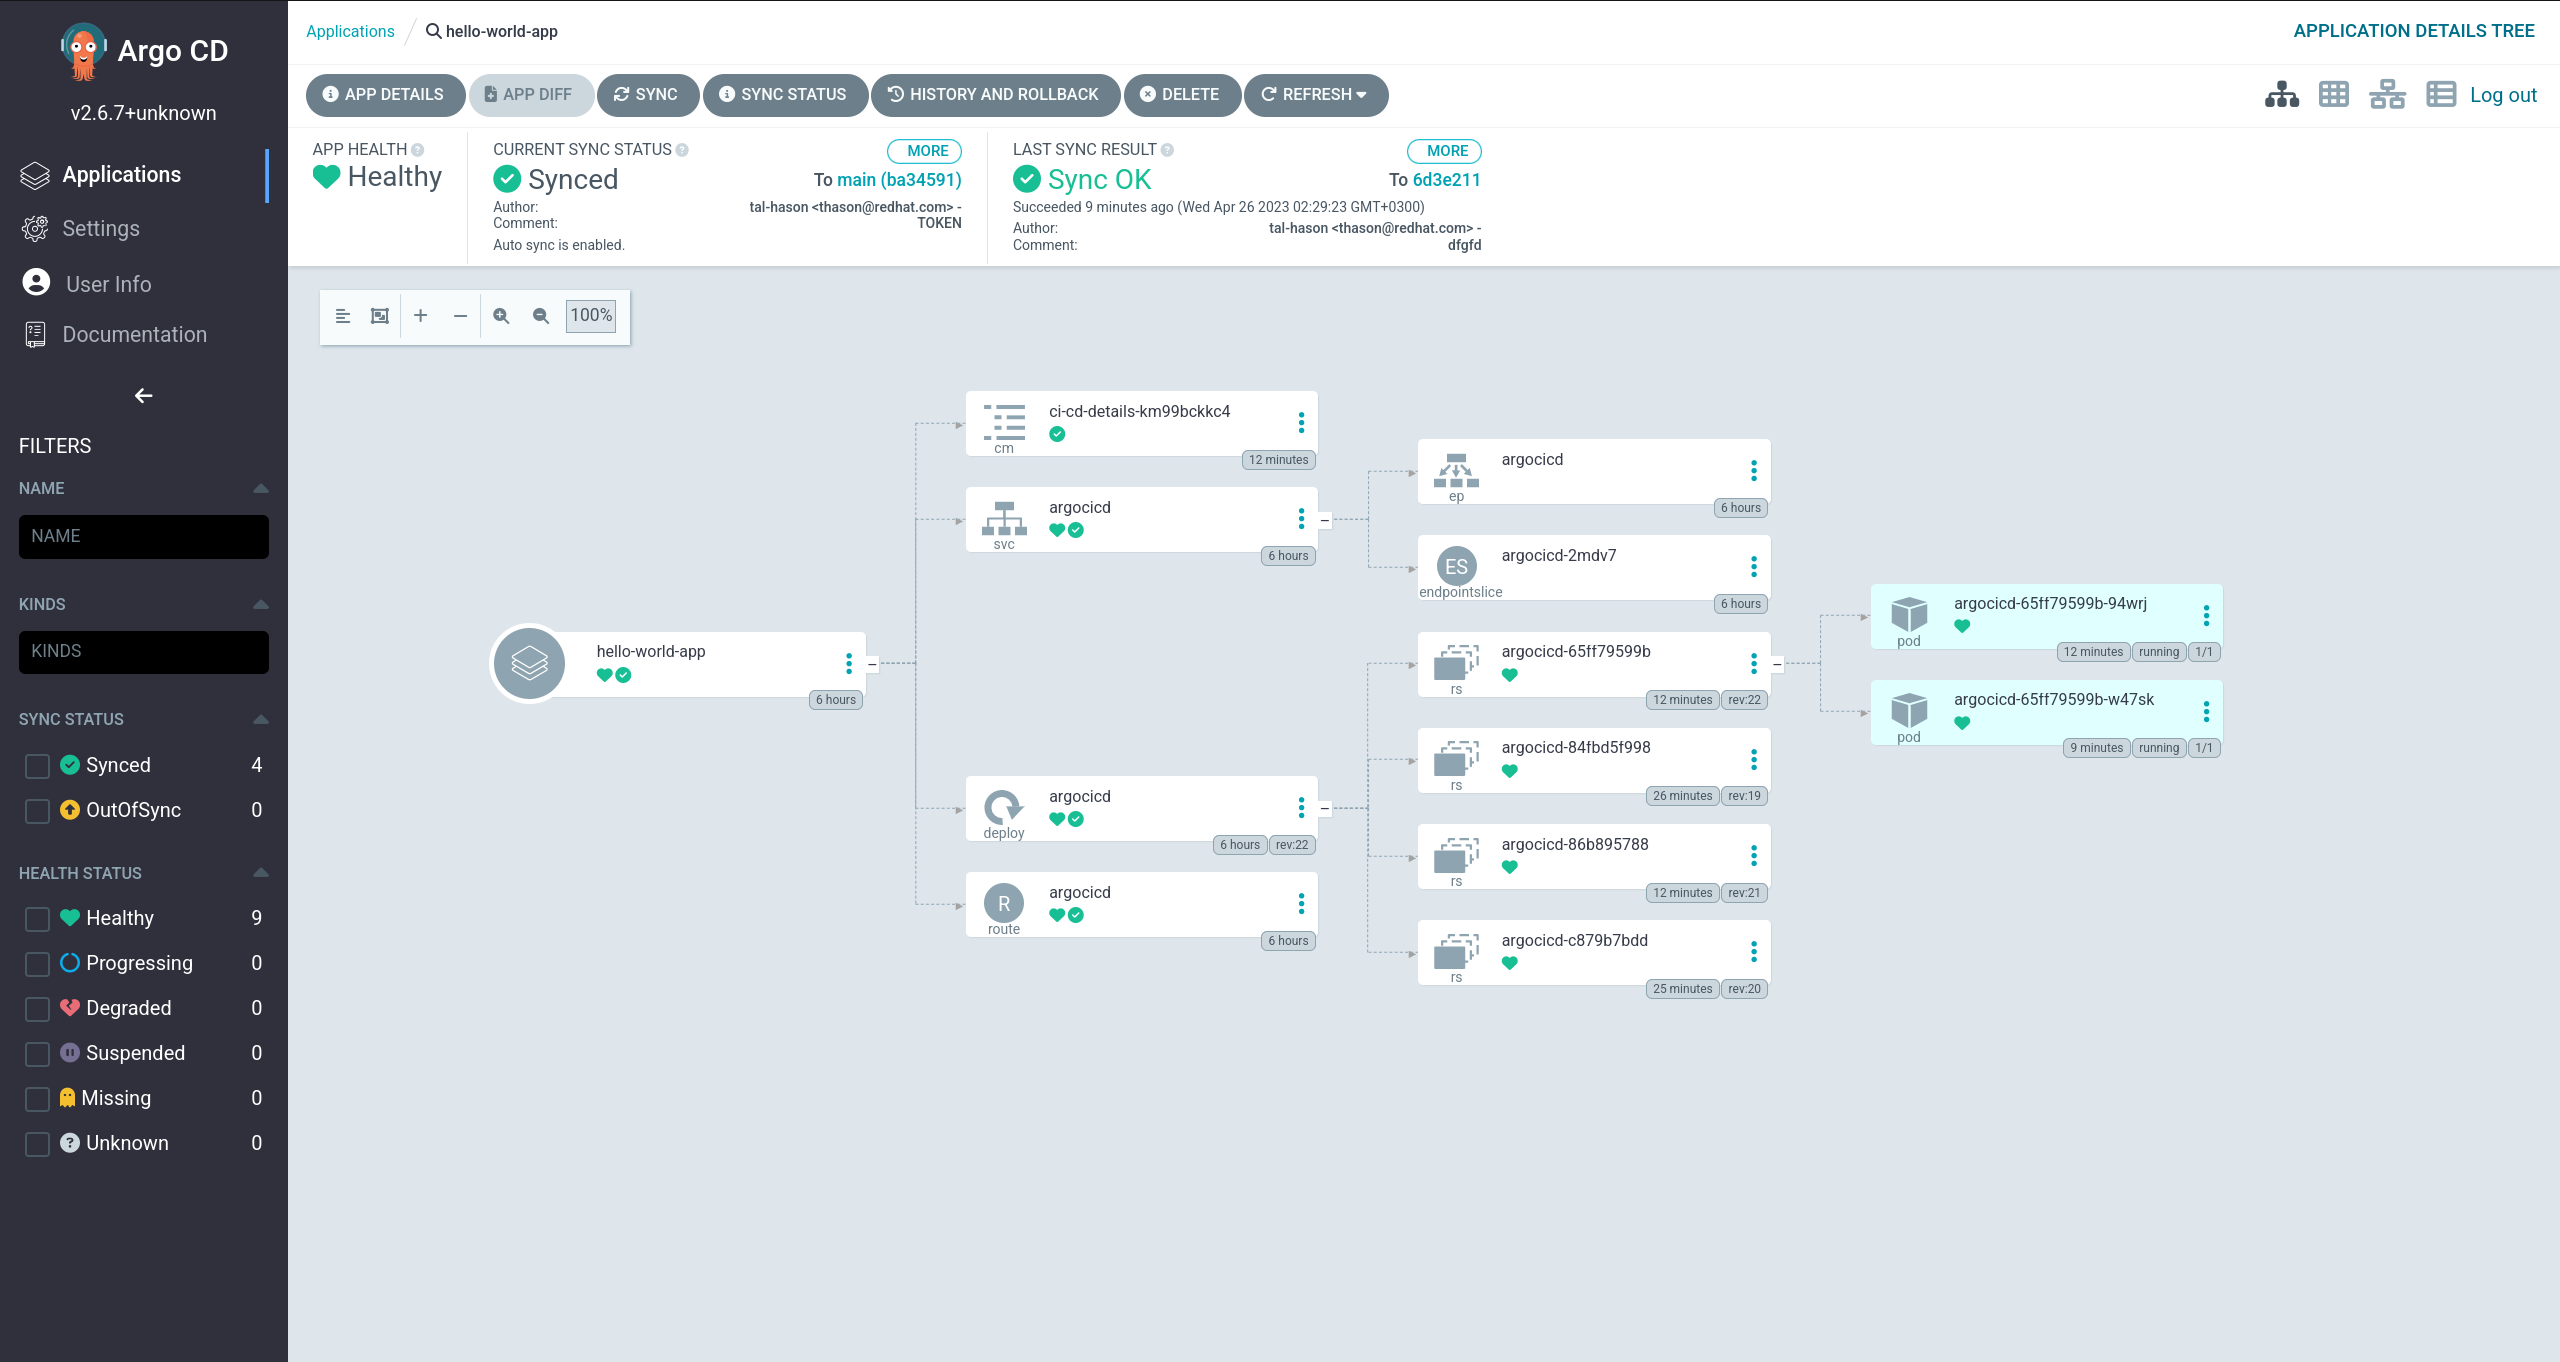 Argo CD
v2.6.7+unknown
Applications
Settings
User Info
Documentation
FILTERS
NAME
NAME
KINDS
KINDS
SYNC STATUS
Synced 4
OutOfSync 0
HEALTH STATUS
Healthy 9
Progressing 0
Degraded 0
Suspended 0
Missing 0
Unknown 0
Applications / hello-world-app
APPLICATION DETAILS TREE
APP DETAILS APP DIFF SYNC SYNC STATUS HISTORY AND ROLLBACK DELETE REFRESH
Log out
APP HEALTH
Healthy
CURRENT SYNC STATUS MORE
Synced To main (ba34591)
Author: tal-hason <thason@redhat.com> -
Comment: TOKEN
Auto sync is enabled.
LAST SYNC RESULT MORE
Sync OK To 6d3e211
Succeeded 9 minutes ago (Wed Apr 26 2023 02:29:23 GMT+0300)
Author: tal-hason <thason@redhat.com> -
Comment: dfgfd
100%
hello-world-app
6 hours
ci-cd-details-km99bckkc4
cm
12 minutes
argocicd
svc
6 hours
argocicd
deploy
6 hours rev:22
argocicd
R
route
6 hours
argocicd
ep
6 hours
argocicd-2mdv7
ES
endpointslice
6 hours
argocicd-65ff79599b
rs
12 minutes rev:22
argocicd-84fbd5f998
rs
26 minutes rev:19
argocicd-86b895788
rs
12 minutes rev:21
argocicd-c879b7bdd
rs
25 minutes rev:20
argocicd-65ff79599b-94wrj
pod
12 minutes running 1/1
argocicd-65ff79599b-w47sk
pod
9 minutes running 1/1